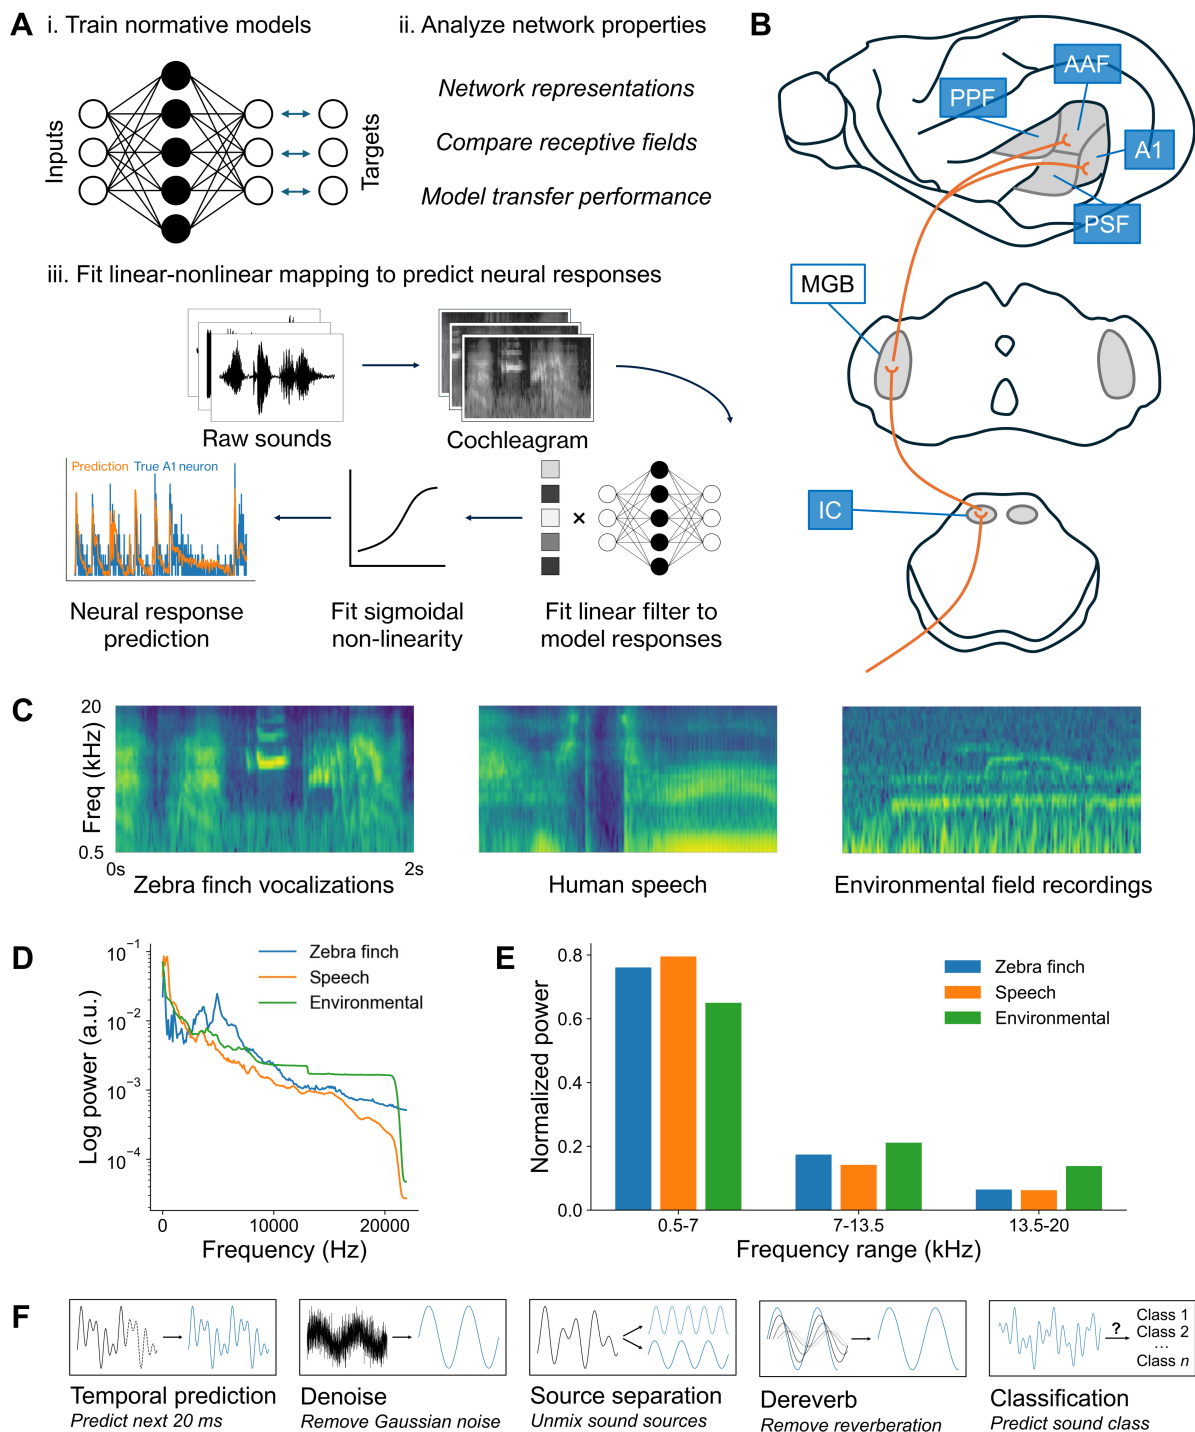 A
i. Train normative models
ii. Analyze network properties
Inputs
Targets
Network representations
Compare receptive fields
Model transfer performance
iii. Fit linear-nonlinear mapping to predict neural responses
Raw sounds
Cochleagram
Prediction True A1 neuron
×
Neural response
prediction
Fit sigmoidal
non-linearity
Fit linear filter to
model responses
B
AAF
PPF
A1
PSF
MGB
IC
C
20
Freq (kHz)
0.5
0s
2s
Zebra finch vocalizations
Human speech
Environmental field recordings
D
Log power (a.u.)
10⁻¹
10⁻²
10⁻³
10⁻⁴
Zebra finch
Speech
Environmental
0
10000
20000
Frequency (Hz)
E
Normalized power
0.8
0.6
0.4
0.2
0.0
Zebra finch
Speech
Environmental
0.5-7
7-13.5
13.5-20
Frequency range (kHz)
F
Temporal prediction
Predict next 20 ms
Denoise
Remove Gaussian noise
Source separation
Unmix sound sources
Dereverb
Remove reverberation
?
Class 1
Class 2
...
Class n
Classification
Predict sound class